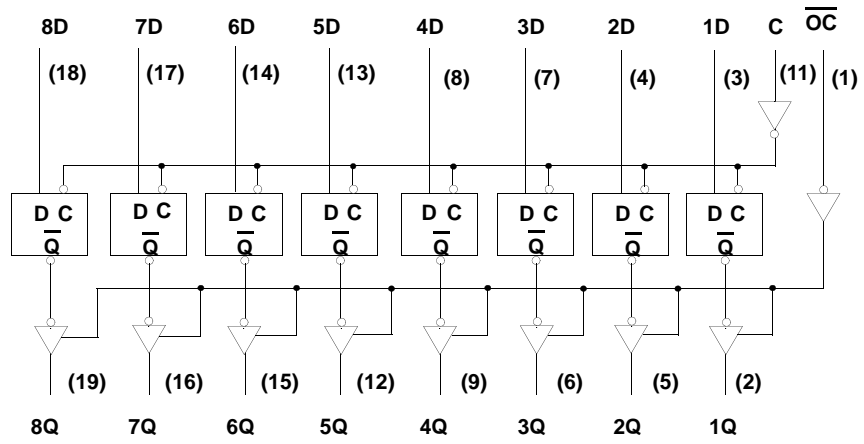 8D 7D 6D 5D 4D 3D 2D 1D C O̅C̅
(18) (17) (14) (13) (8) (7) (4) (3) (11) (1)
D C D C D C D C D C D C D C D C
Q̅ Q̅ Q̅ Q̅ Q̅ Q̅ Q̅ Q̅
(19) (16) (15) (12) (9) (6) (5) (2)
8Q 7Q 6Q 5Q 4Q 3Q 2Q 1Q